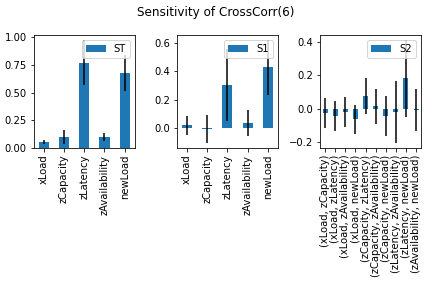 Sensitivity of CrossCorr(6)
ST
1.00
0.75
0.50
0.25
0.00
xLoad
zCapacity
zLatency
zAvailability
newLoad
S1
0.6
0.4
0.2
0.0
xLoad
zCapacity
zLatency
zAvailability
newLoad
S2
0.4
0.2
0.0
−0.2
(xLoad, zCapacity)
(xLoad, zLatency)
(xLoad, zAvailability)
(xLoad, newLoad)
(zCapacity, zLatency)
(zCapacity, zAvailability)
(zCapacity, newLoad)
(zLatency, zAvailability)
(zLatency, newLoad)
(zAvailability, newLoad)